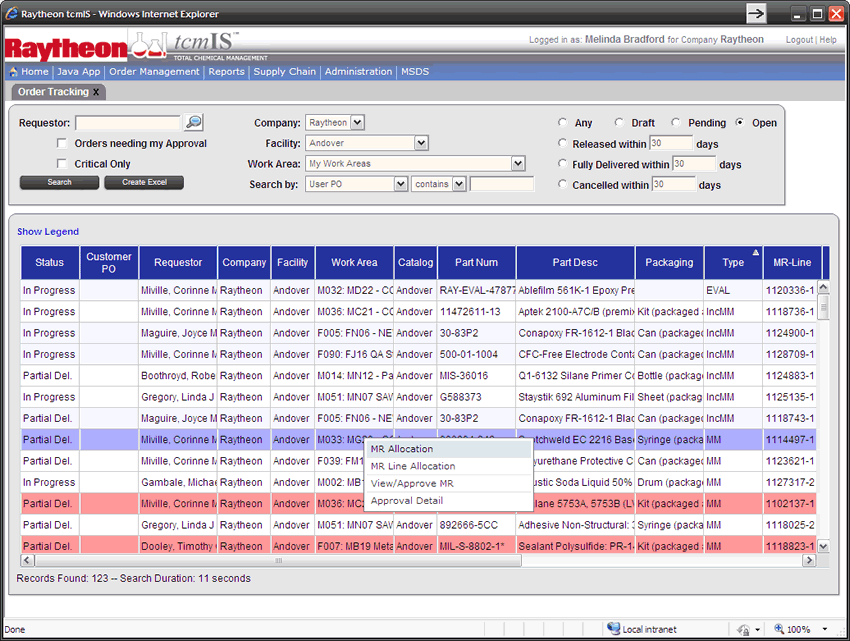 Raytheon tcmIS - Windows Internet Explorer
Raytheon tcmIS™
TOTAL CHEMICAL MANAGEMENT
Logged in as: Melinda Bradford for Company Raytheon Logout | Help
Home | Java App | Order Management | Reports | Supply Chain | Administration | MSDS
Order Tracking x
Requestor: Company: Raytheon Any Draft Pending Open
Orders needing my Approval Facility: Andover Released within 30 days
Critical Only Work Area: My Work Areas Fully Delivered within 30 days
Search Create Excel Search by: User PO contains Cancelled within 30 days
Show Legend
Status Customer PO Requestor Company Facility Work Area Catalog Part Num Part Desc Packaging Type MR-Line
In Progress Miville, Corinne M Raytheon Andover M032: MD22 - CC Andover RAY-EVAL-47877 Ablefilm 561K-1 Epoxy Pre EVAL 1120336-1
In Progress Miville, Corinne M Raytheon Andover M036: MC21 - CC Andover 11472611-13 Aptek 2100-A7C/B (premix Kit (packaged a IncMM 1118736-1
In Progress Maguire, Joyce M Raytheon Andover F005: FN06 - NE Andover 30-83P2 Conapoxy FR-1612-1 Blac Can (packaged IncMM 1124900-1
In Progress Miville, Corinne M Raytheon Andover F090: FJ16 QA S Andover 500-01-1004 CFC-Free Electrode Conta Can (packaged IncMM 1128709-1
Partial Del. Boothroyd, Robe Raytheon Andover M014: MN12 - Pa Andover MIS-36016 Q1-6132 Silane Primer Co Bottle (package IncMM 1124883-1
In Progress Gregory, Linda J Raytheon Andover M051: MN07 SAV Andover G588373 Staystik 692 Aluminum Fil Sheet (package IncMM 1125135-1
Partial Del. Maguire, Joyce M Raytheon Andover F005: FN06 - NE Andover 30-83P2 Conapoxy FR-1612-1 Blac Can (packaged IncMM 1118743-1
Partial Del. Miville, Corinne M Raytheon Andover M033: Andover Scotchweld EC 2216 Base Syringe (packa MM 1114497-1
MR Allocation
Partial Del. Miville, Corinne M Raytheon Andover F039: FM1 yurethane Protective C Can (packaged MM 1123621-1
MR Line Allocation
In Progress Gambale, Michae Raytheon Andover M002: MB1 ustic Soda Liquid 50% Drum (packag MM 1127317-2
View/Approve MR
Partial Del. Miville, Corinne M Raytheon Andover M036: MC lane 5753A, 5753B (LV Kit (packaged a MM 1102137-1
Approval Detail
Partial Del. Gregory, Linda J Raytheon Andover M051: MN07 SAV Andover 892666-5CC Adhesive Non-Structural: 3 Syringe (packa MM 1118025-2
Partial Del. Dooley, Timothy Raytheon Andover F007: MB19 Meta Andover MIL-S-8802-1* Sealant Polysulfide: PR-14 Kit (packaged a MM 1118823-1
Records Found: 123 -- Search Duration: 11 seconds
Done Local intranet 100%